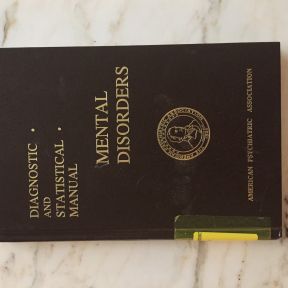 DIAGNOSTIC •
AND
STATISTICAL •
MANUAL
MENTAL
DISORDERS
AMERICAN PSYCHIATRIC ASSOCIATION